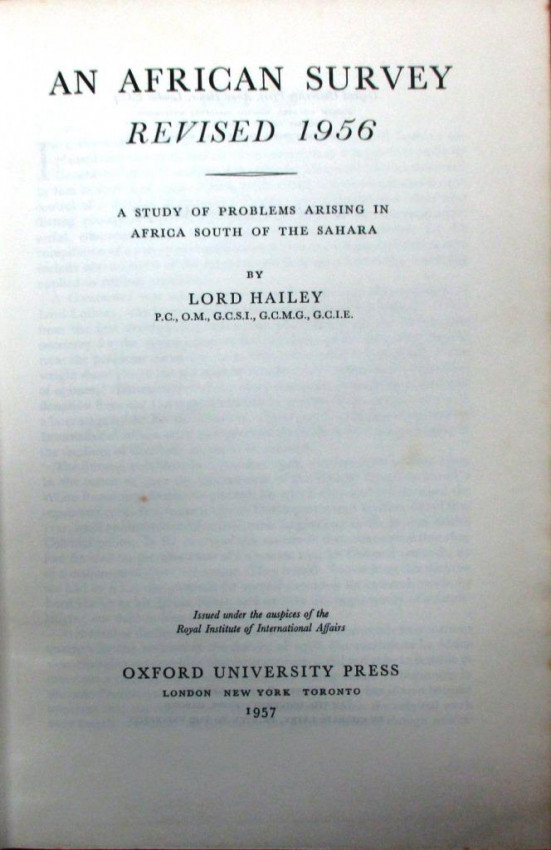 AN AFRICAN SURVEY
REVISED 1956
A STUDY OF PROBLEMS ARISING IN
AFRICA SOUTH OF THE SAHARA
BY
LORD HAILEY
P.C., O.M., G.C.S.I., G.C.M.G., G.C.I.E.
Issued under the auspices of the
Royal Institute of International Affairs
OXFORD UNIVERSITY PRESS
LONDON NEW YORK TORONTO
1957